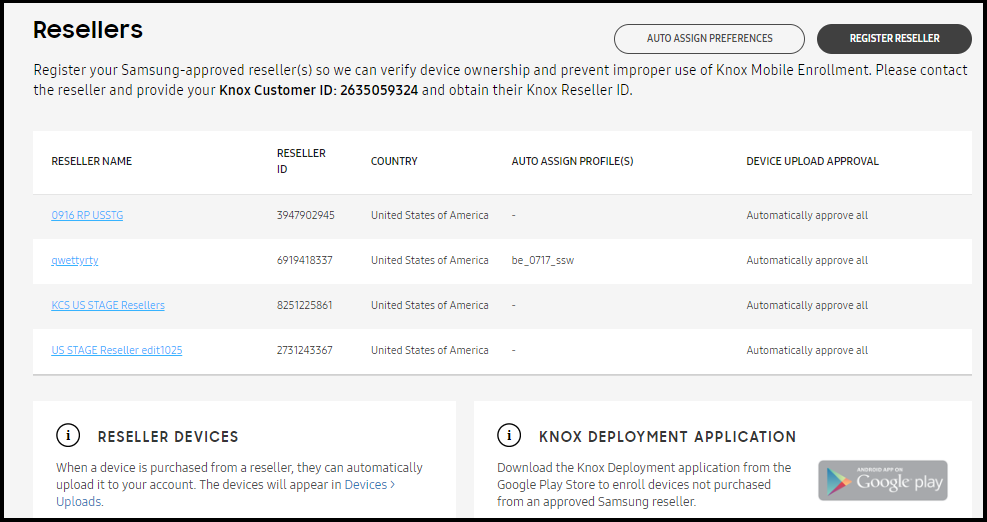 Resellers
AUTO ASSIGN PREFERENCES
REGISTER RESELLER
Register your Samsung-approved reseller(s) so we can verify device ownership and prevent improper use of Knox Mobile Enrollment. Please contact
the reseller and provide your Knox Customer ID: 2635059324 and obtain their Knox Reseller ID.
RESELLER NAME RESELLER ID COUNTRY AUTO ASSIGN PROFILE(S) DEVICE UPLOAD APPROVAL
0916 RP USSTG 3947902945 United States of America - Automatically approve all
qwettyrty 6919418337 United States of America be_0717_ssw Automatically approve all
KCS US STAGE Resellers 8251225861 United States of America - Automatically approve all
US STAGE Reseller edit1025 2731243367 United States of America - Automatically approve all
i RESELLER DEVICES
When a device is purchased from a reseller, they can automatically
upload it to your account. The devices will appear in Devices >
Uploads.
i KNOX DEPLOYMENT APPLICATION
Download the Knox Deployment application from the
Google Play Store to enroll devices not purchased
from an approved Samsung reseller.
ANDROID APP ON
Google play